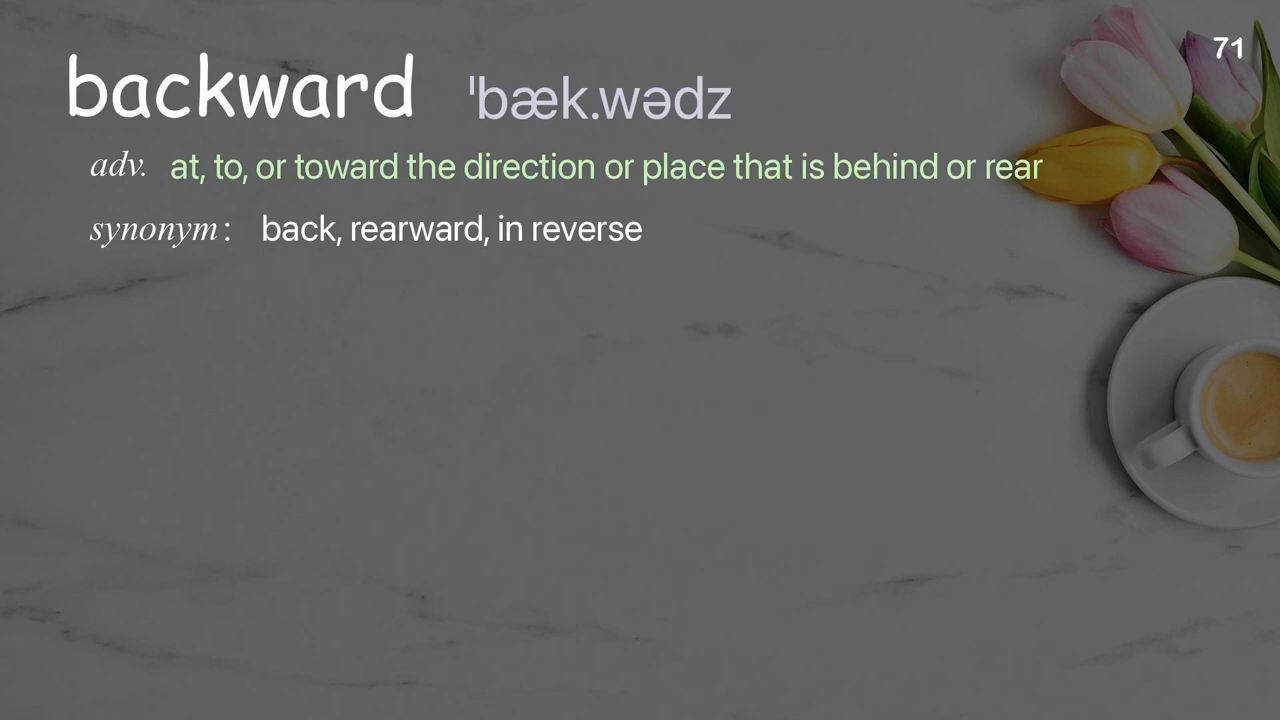 71
backward ˈbæk.wədz
adv. at, to, or toward the direction or place that is behind or rear
synonym: back, rearward, in reverse